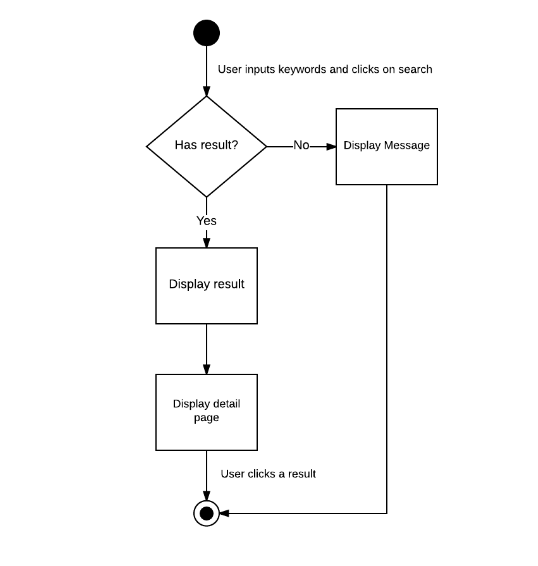 User inputs keywords and clicks on search
Has result?
No
Display Message
Yes
Display result
Display detail
page
User clicks a result